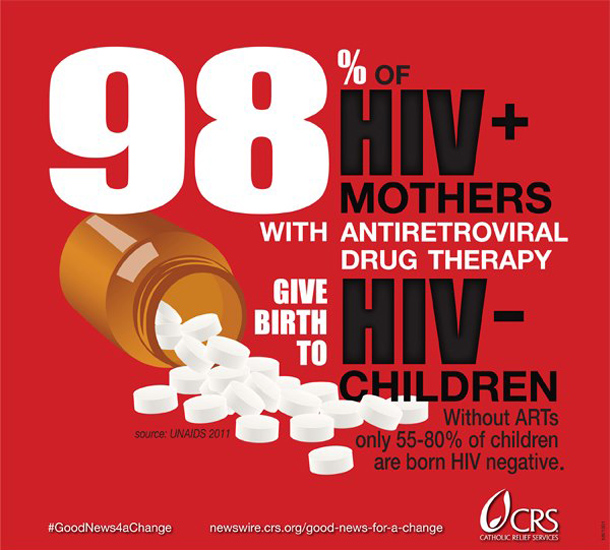 98% OF
HIV+
MOTHERS
WITH ANTIRETROVIRAL
DRUG THERAPY
GIVE
BIRTH
TO
HIV-
CHILDREN
Without ARTs
only 55-80% of children
are born HIV negative.
source: UNAIDS 2011
#GoodNews4aChange
newswire.crs.org/good-news-for-a-change
CRS
CATHOLIC RELIEF SERVICES